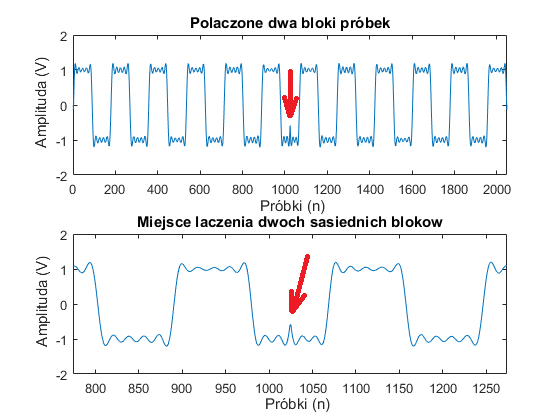 Polaczone dwa bloki próbek
Amplituda (V)
2
1
0
-1
-2
0 200 400 600 800 1000 1200 1400 1600 1800 2000
Próbki (n)
Miejsce laczenia dwoch sasiednich blokow
Amplituda (V)
2
1
0
-1
-2
800 850 900 950 1000 1050 1100 1150 1200 1250
Próbki (n)